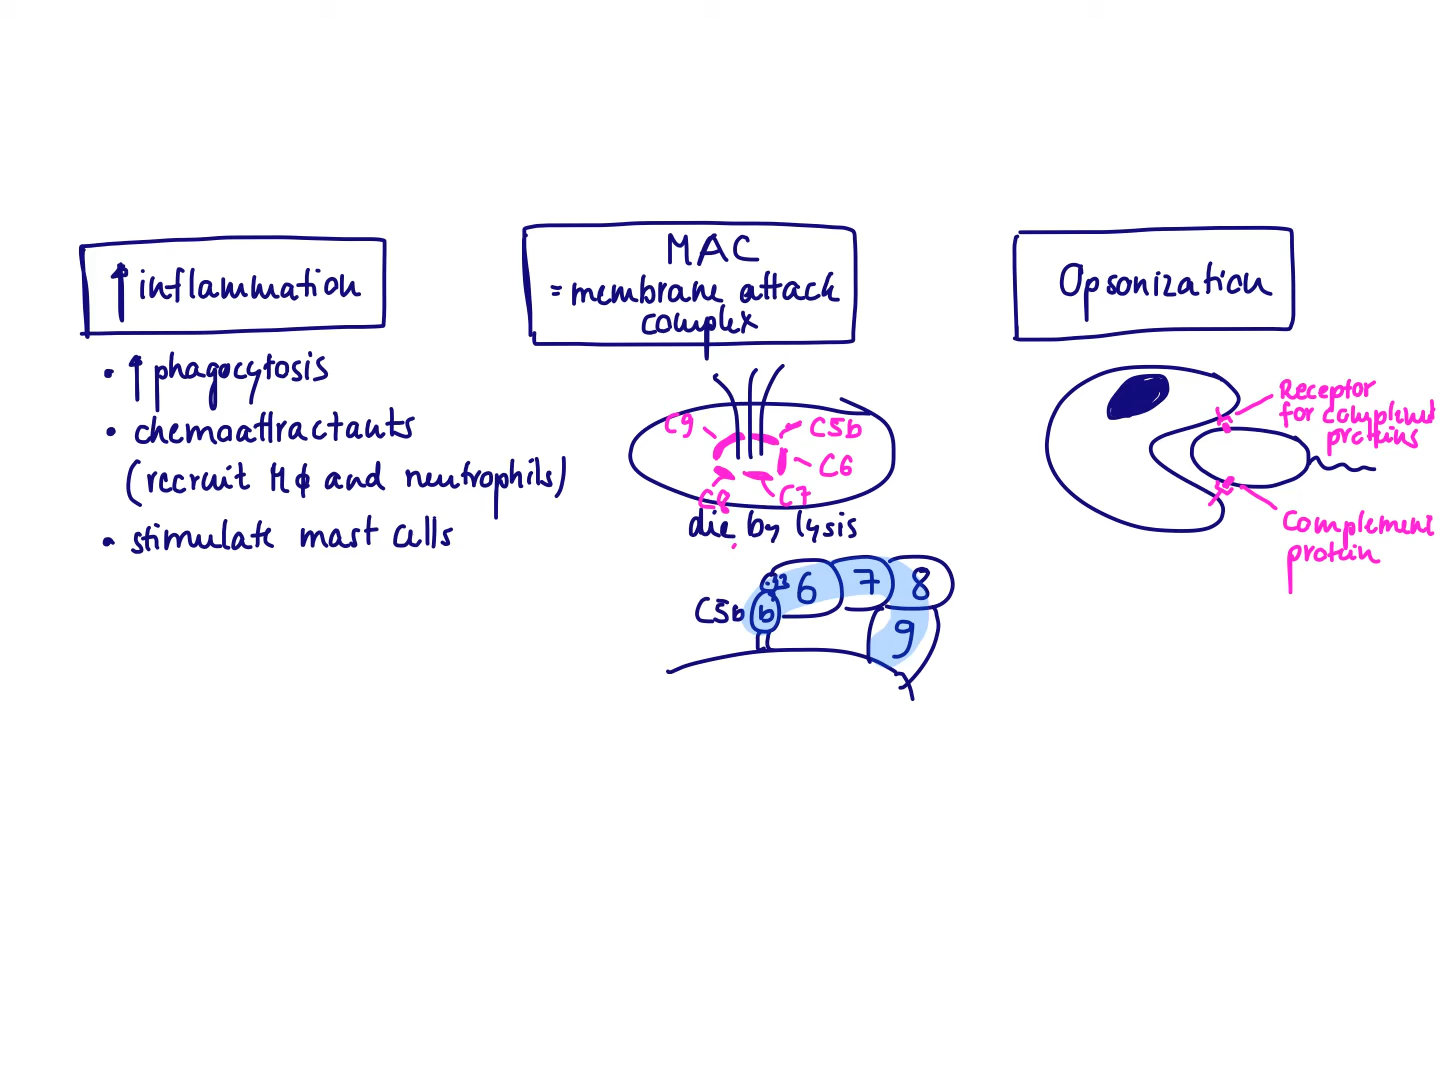 ↑ inflammation
• ↑ phagocytosis
• chemoattractants
(recruit Mϕ and neutrophils)
• stimulate mast cells
MAC
= membrane attack
complex
C9
C5b
C6
C8
C7
die by lysis
C5b
b
6
7
8
9
Opsonization
Receptor
for complement
proteins
Complement
protein